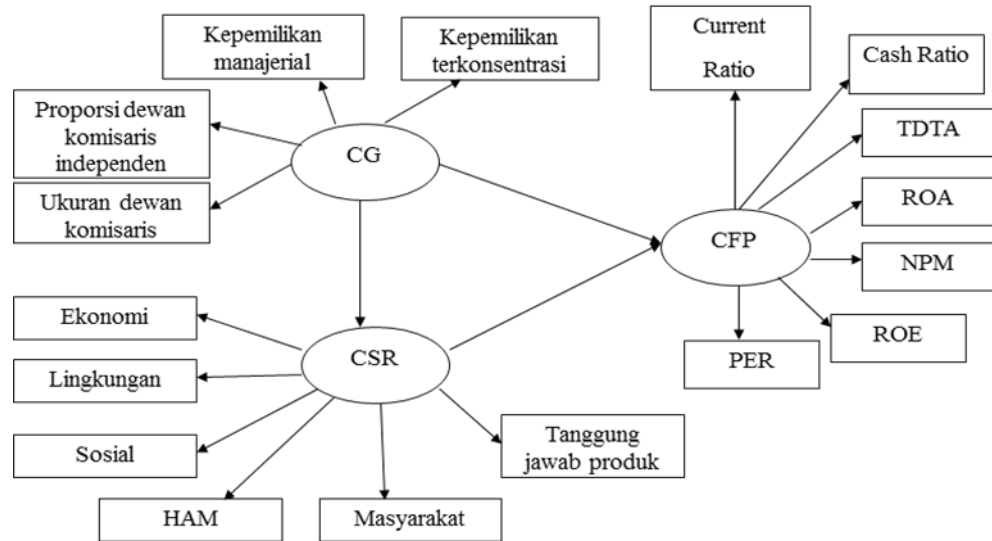 Kepemilikan
manajerial
Kepemilikan
terkonsentrasi
Current
Ratio
Cash Ratio
Proporsi dewan
komisaris
independen
CG
TDTA
Ukuran dewan
komisaris
ROA
CFP
NPM
Ekonomi
ROE
CSR
PER
Lingkungan
Tanggung
jawab produk
Sosial
HAM
Masyarakat